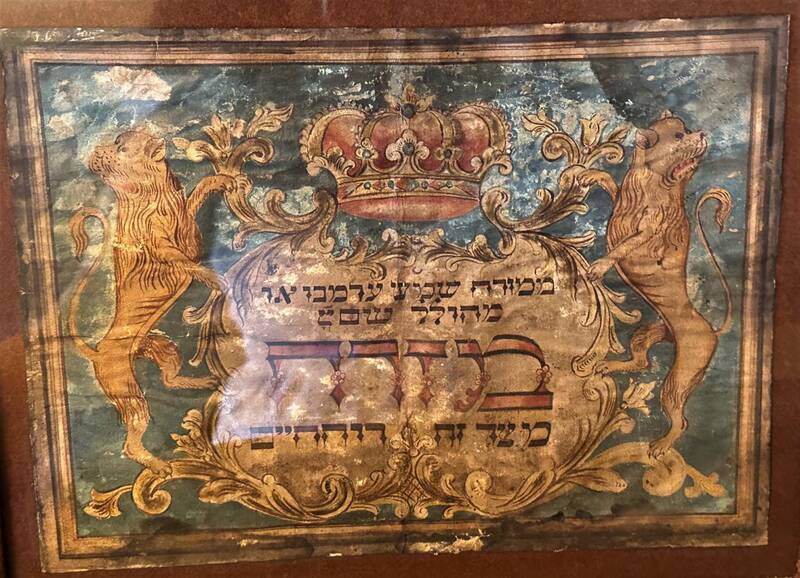 ממזרח שמש עד מבואו
מהולל שם
מזרח
מצד זה רוח חיים